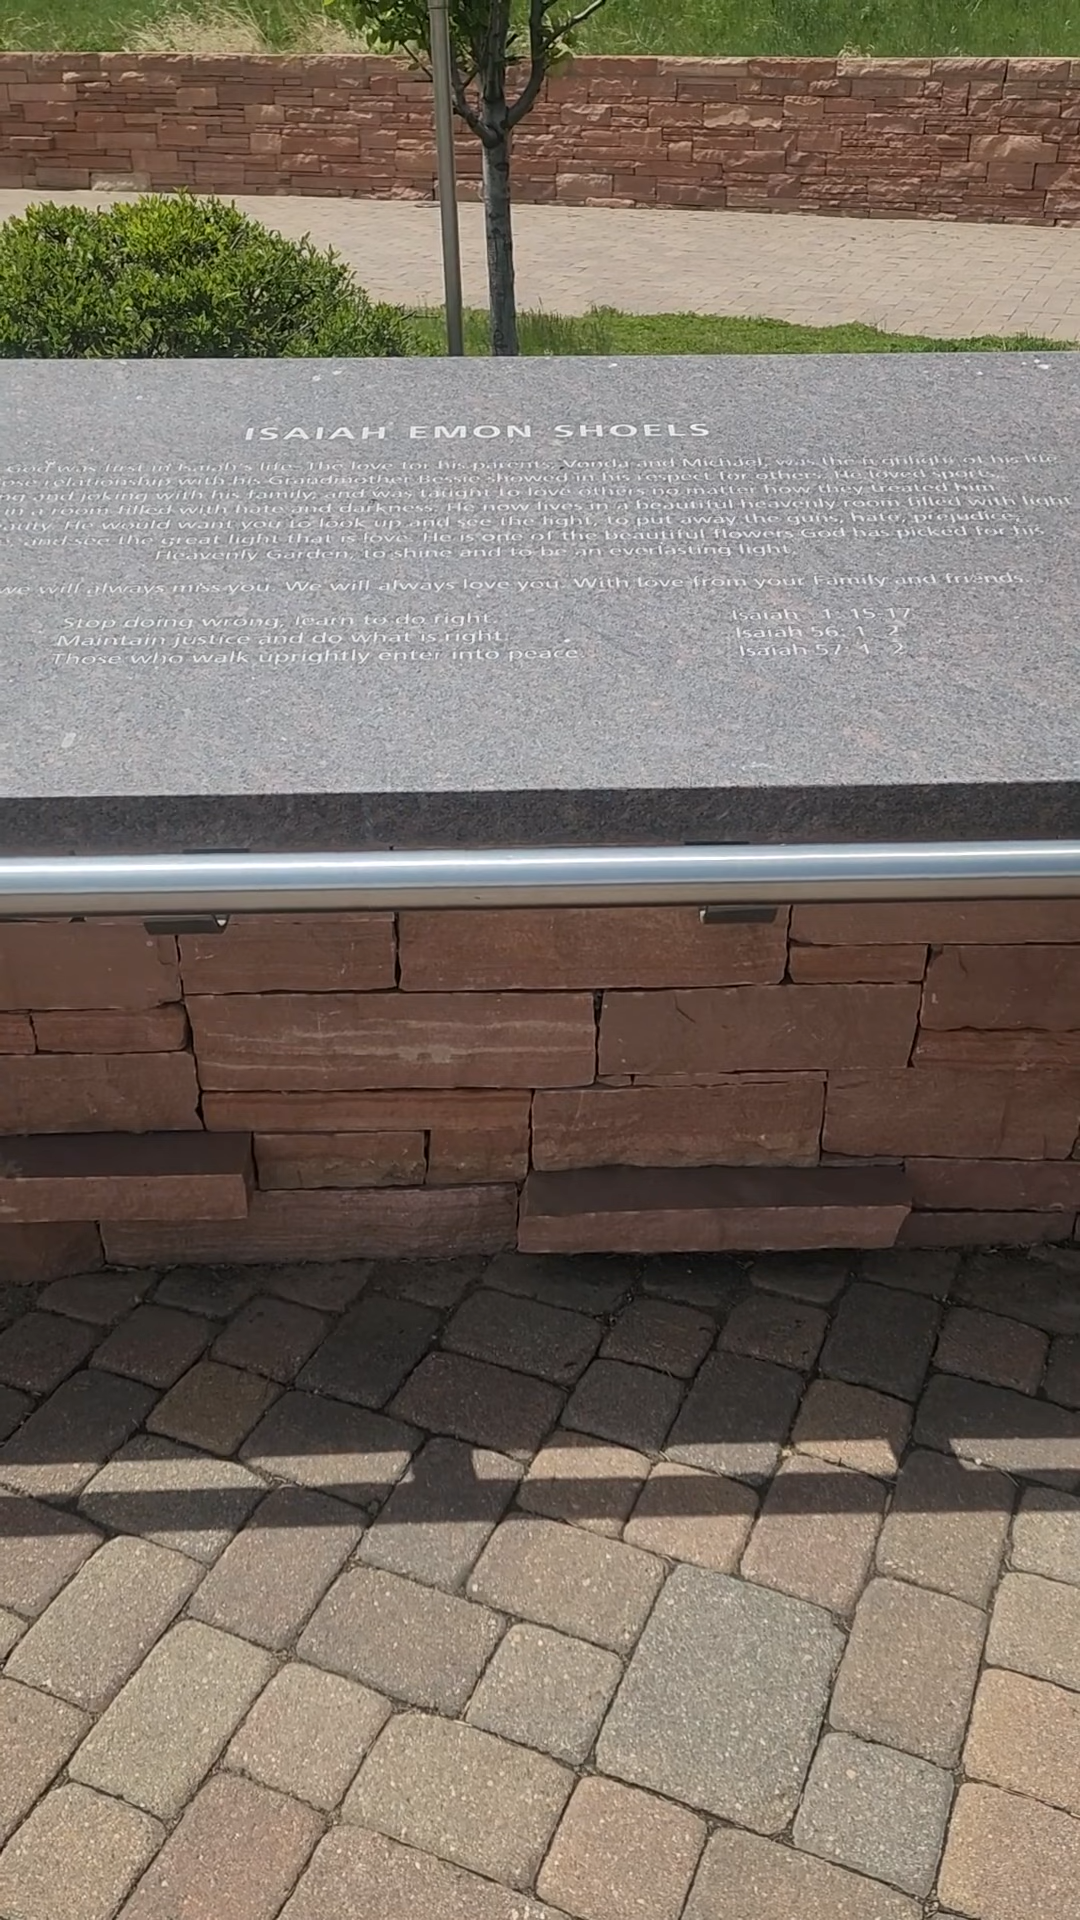 ISAIAH EMON SHOELS
God was first in Isaiah's life. The love for his parents, Vonda and Michael, was the highlight of his life
relationship with his Grandmother Bessie showed in his respect for others. He loved sports,
and joking with his family, and was taught to love others no matter how they treated him.
in a room filled with hate and darkness. He now lives in a beautiful heavenly room filled with light
He would want you to look up and see the light, to put away the guns, hate, prejudice,
and see the great light that is love. He is one of the beautiful flowers God has picked for his
Heavenly Garden, to shine and to be an everlasting light.
we will always miss you. We will always love you. With love from your Family and friends.
Stop doing wrong, learn to do right. Isaiah 1: 15-17
Maintain justice and do what is right. Isaiah 56: 1 2
Those who walk uprightly enter into peace. Isaiah 57: 1 2